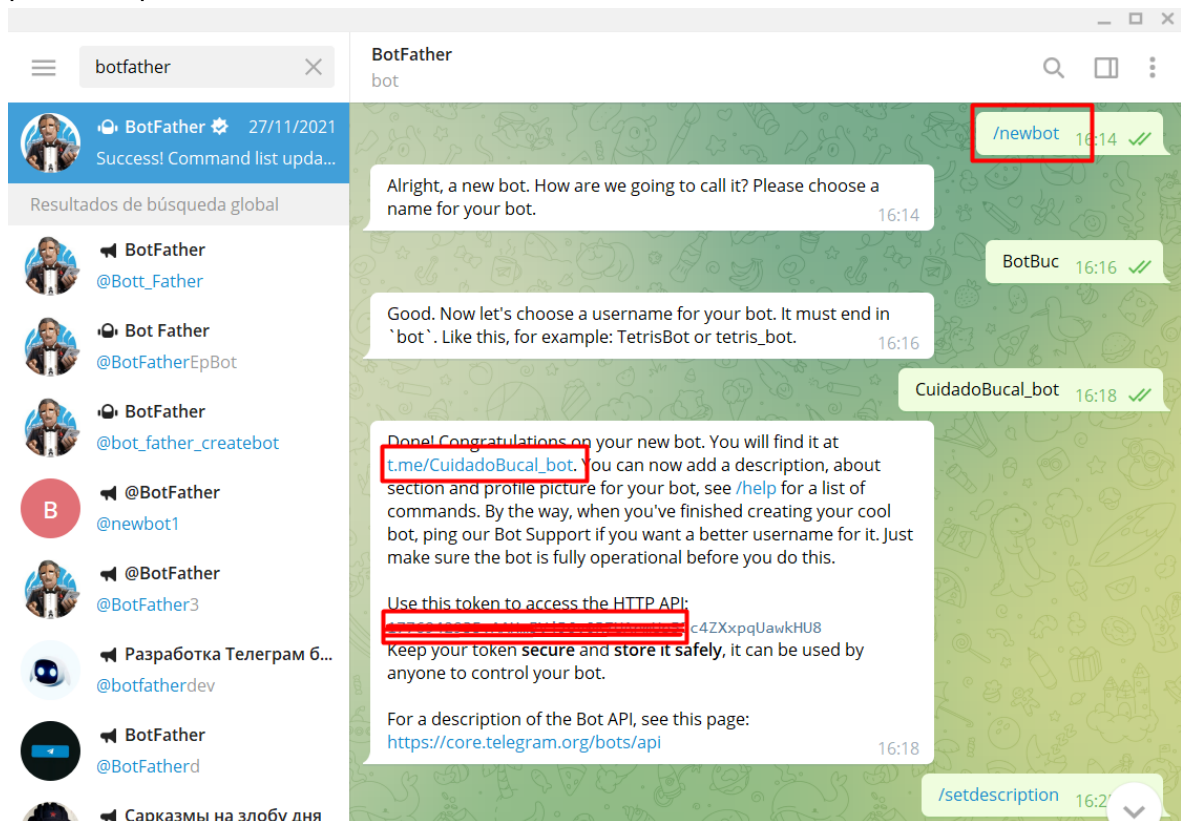 botfather
BotFather
bot
BotFather 27/11/2021
Success! Command list upda...
Resultados de búsqueda global
BotFather
@Bott_Father
Bot Father
@BotFatherEpBot
BotFather
@bot_father_createbot
B
@BotFather
@newbot1
@BotFather
@BotFather3
Разработка Телеграм б...
@botfatherdev
BotFather
@BotFatherd
Сарказмы на злобу дня
/newbot 16:14
Alright, a new bot. How are we going to call it? Please choose a
name for your bot. 16:14
BotBuc 16:16
Good. Now let's choose a username for your bot. It must end in
`bot`. Like this, for example: TetrisBot or tetris_bot. 16:16
CuidadoBucal_bot 16:18
Done! Congratulations on your new bot. You will find it at
t.me/CuidadoBucal_bot. You can now add a description, about
section and profile picture for your bot, see /help for a list of
commands. By the way, when you've finished creating your cool
bot, ping our Bot Support if you want a better username for it. Just
make sure the bot is fully operational before you do this.
Use this token to access the HTTP API:
c4ZXxpqUawkHU8
Keep your token secure and store it safely, it can be used by
anyone to control your bot.
For a description of the Bot API, see this page:
https://core.telegram.org/bots/api 16:18
/setdescription